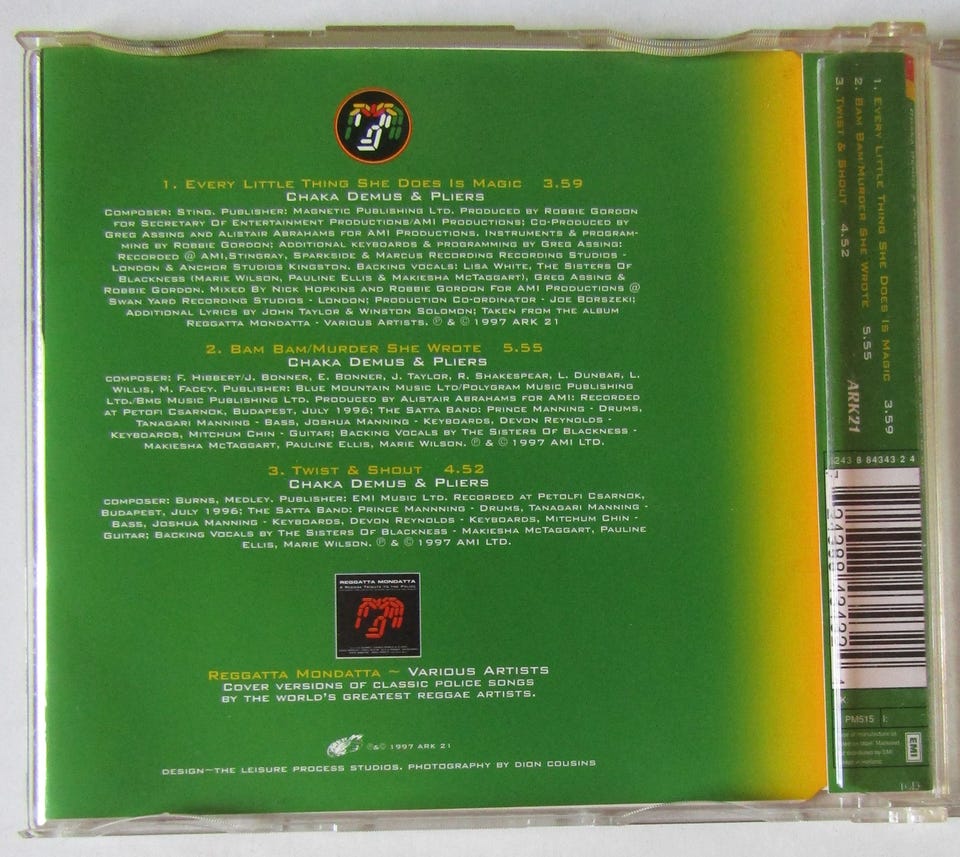 1. Every Little Thing She Does Is Magic 3.59
Chaka Demus & Pliers
Composer: Sting. Publisher: Magnetic Publishing Ltd. Produced by Robbie Gordon
for Secretary Of Entertainment Productions/AMI Productions; Co-Produced by
Greg Assing and Alistair Abrahams for AMI Productions. Instruments & program-
ming by Robbie Gordon; Additional keyboards & programming by Greg Assing;
Recorded @ AMI,Stingray, Sparkside & Marcus Recording Recording Studios -
London & Anchor Studios Kingston. Backing vocals: Lisa White, The Sisters Of
Blackness (Marie Wilson, Pauline Ellis & Makiesha McTaggart), Greg Assing &
Robbie Gordon. Mixed By Nick Hopkins and Robbie Gordon For AMI Productions @
Swan Yard Recording Studios - London; Production Co-ordinator - Joe Borszeki;
Additional Lyrics by John Taylor & Winston Solomon; Taken from the album
Reggatta Mondatta - Various Artists. ℗ & © 1997 ARK 21
2. Bam Bam/Murder She Wrote 5.55
Chaka Demus & Pliers
composer: F. Hibbert/J. Bonner, E. Bonner, J. Taylor, R. Shakespear, L. Dunbar, L.
Willis, M. Facey. Publisher: Blue Mountain Music Ltd/Polygram Music Publishing
Ltd./BMG Music Publishing Ltd. Produced by Alistair Abrahams for AMI: Recorded
at Petofi Csarnok, Budapest, July 1996; The Satta Band: Prince Manning - Drums,
Tanagari Manning - Bass, Joshua Manning - Keyboards, Devon Reynolds -
Keyboards, Mitchum Chin - Guitar; Backing Vocals by The Sisters Of Blackness -
Makiesha McTaggart, Pauline Ellis, Marie Wilson. ℗ & © 1997 AMI LTD.
3. Twist & Shout 4.52
Chaka Demus & Pliers
composer: Burns, Medley. Publisher: EMI Music Ltd. Recorded at Petolfi Csarnok,
Budapest, July 1996; The Satta Band: Prince Mannning - Drums, Tanagari Manning -
Bass, Joshua Manning - Keyboards, Devon Reynolds - Keyboards, Mitchum Chin -
Guitar; Backing Vocals by The Sisters Of Blackness - Makiesha McTaggart, Pauline
Ellis, Marie Wilson. ℗ & © 1997 AMI LTD.
REGGATTA MONDATTA
A Reggae Tribute to the Police
Reggatta Mondatta ~ Various Artists
Cover versions of classic Police songs
by the world's greatest reggae artists.
℗&© 1997 ARK 21
Design~The Leisure Process Studios. Photography by Dion Cousins
1. Every Little Thing She Does Is Magic 3.59
2. Bam Bam/Murder She Wrote 5.55
3. Twist & Shout 4.52
ARK21
7243 8 84343 2 4
PM515
EMI